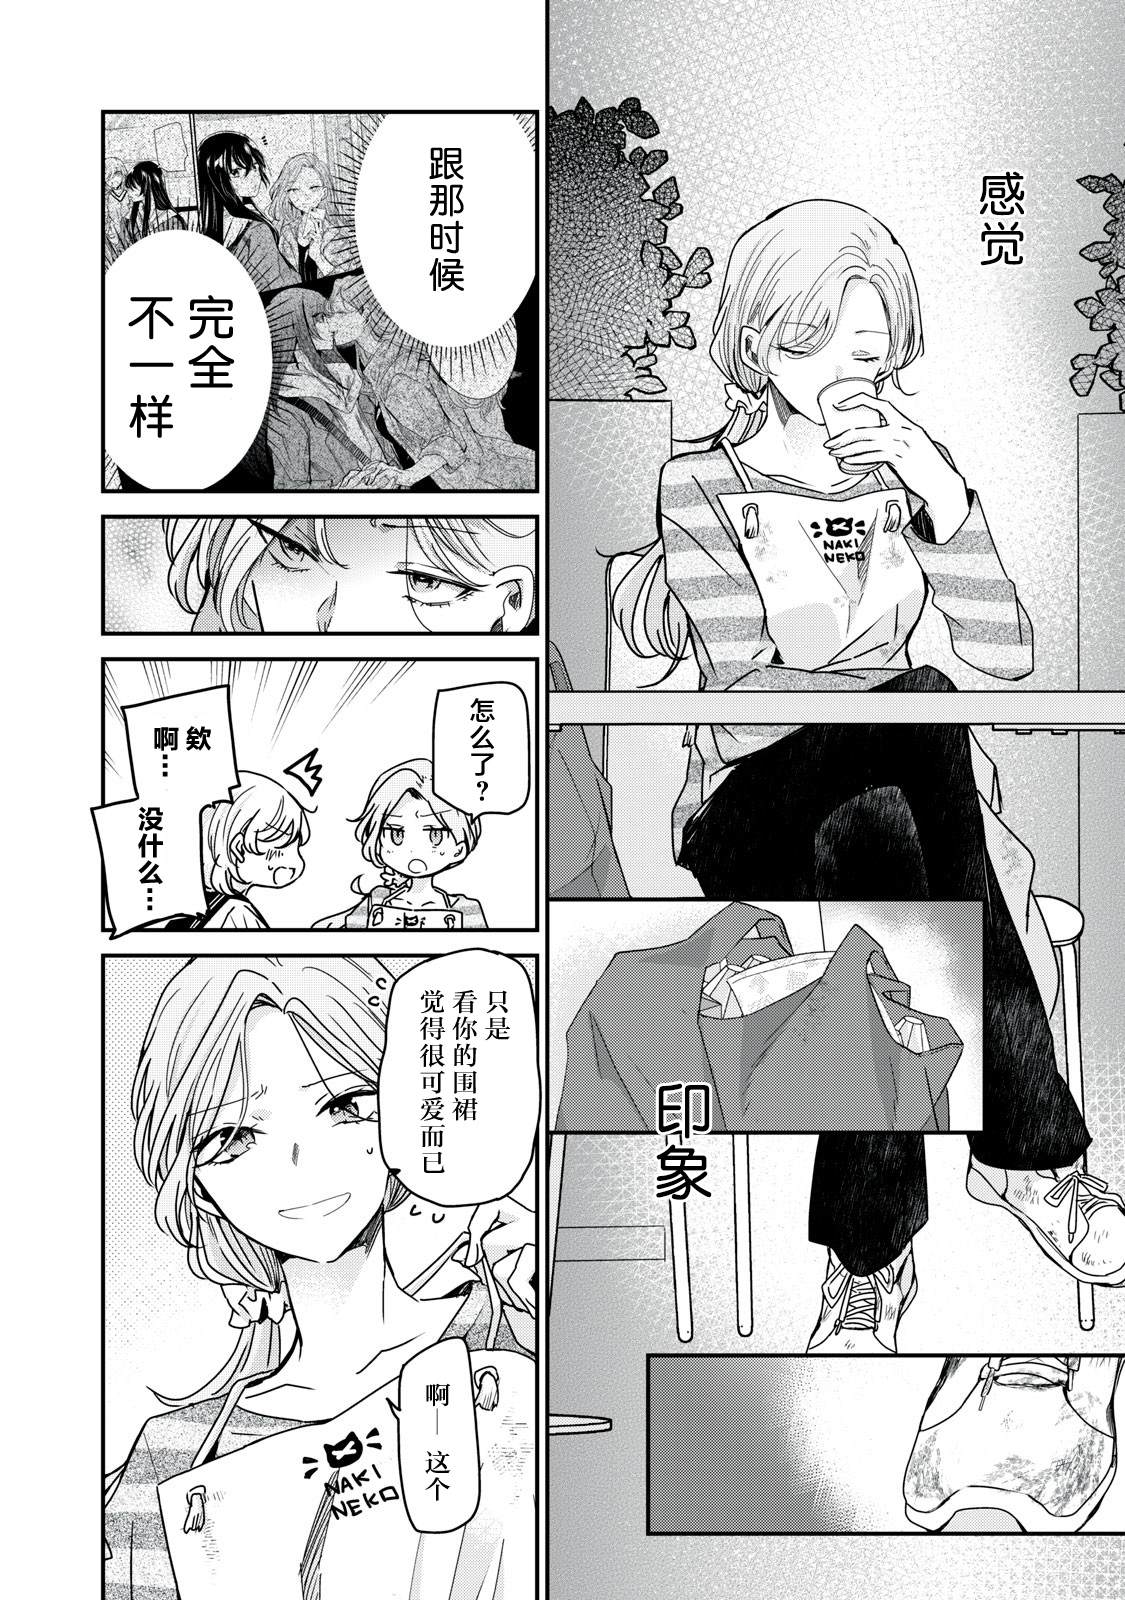 感觉
NAKI
NEKO
印象
跟那时候
完全
不一样
怎么了？
欸
啊…
没什么…
只是
看你的围裙
觉得很可爱而已
啊—这个
NAKI
NEKO